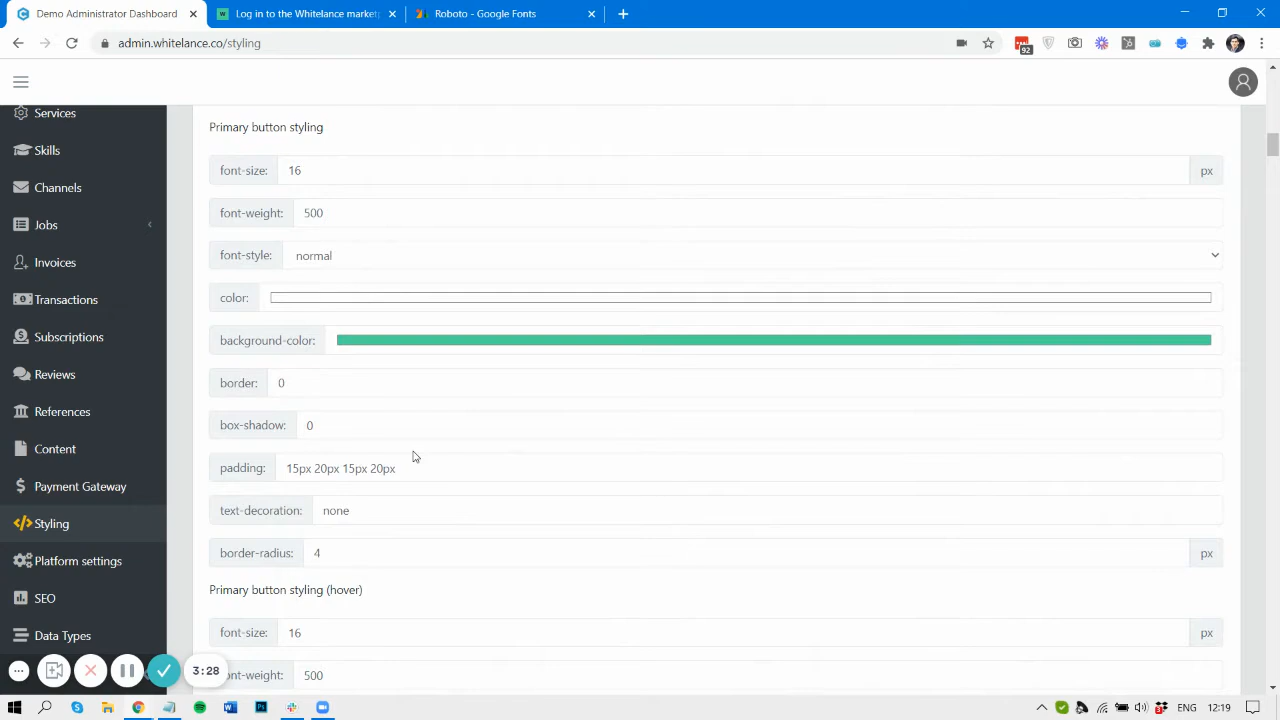 Demo Administrator Dashboard
Log in to the Whitelance market
Roboto - Google Fonts
admin.whitelance.co/styling
92
Services
Skills
Channels
Jobs
Invoices
Transactions
Subscriptions
Reviews
References
Content
Payment Gateway
Styling
Platform settings
SEO
Data Types
Primary button styling
font-size: 16 px
font-weight: 500
font-style: normal
color:
background-color:
border: 0
box-shadow: 0
padding: 15px 20px 15px 20px
text-decoration: none
border-radius: 4 px
Primary button styling (hover)
font-size: 16 px
font-weight: 500
3:28
ENG 12:19